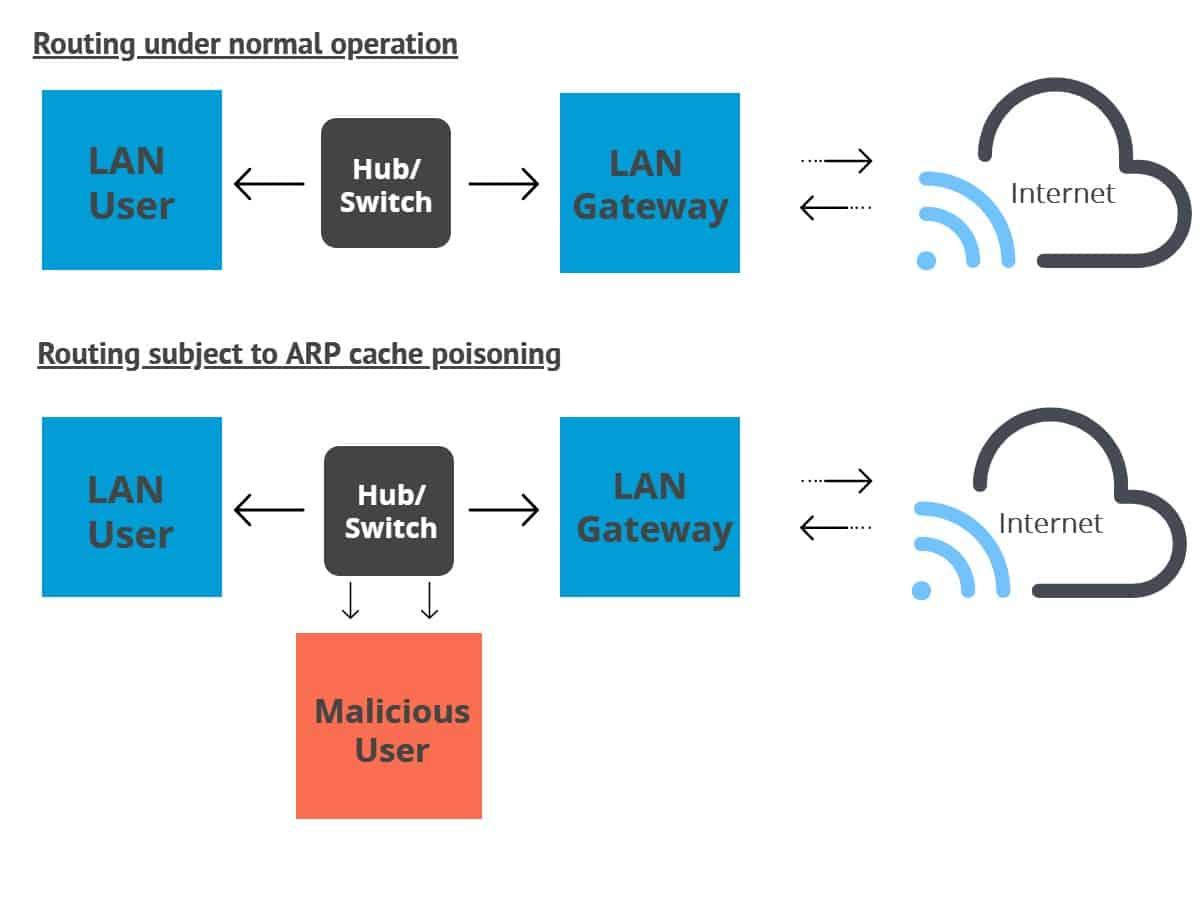 Routing under normal operation
LAN
User
Hub/
Switch
LAN
Gateway
Internet
Routing subject to ARP cache poisoning
LAN
User
Hub/
Switch
LAN
Gateway
Internet
Malicious
User